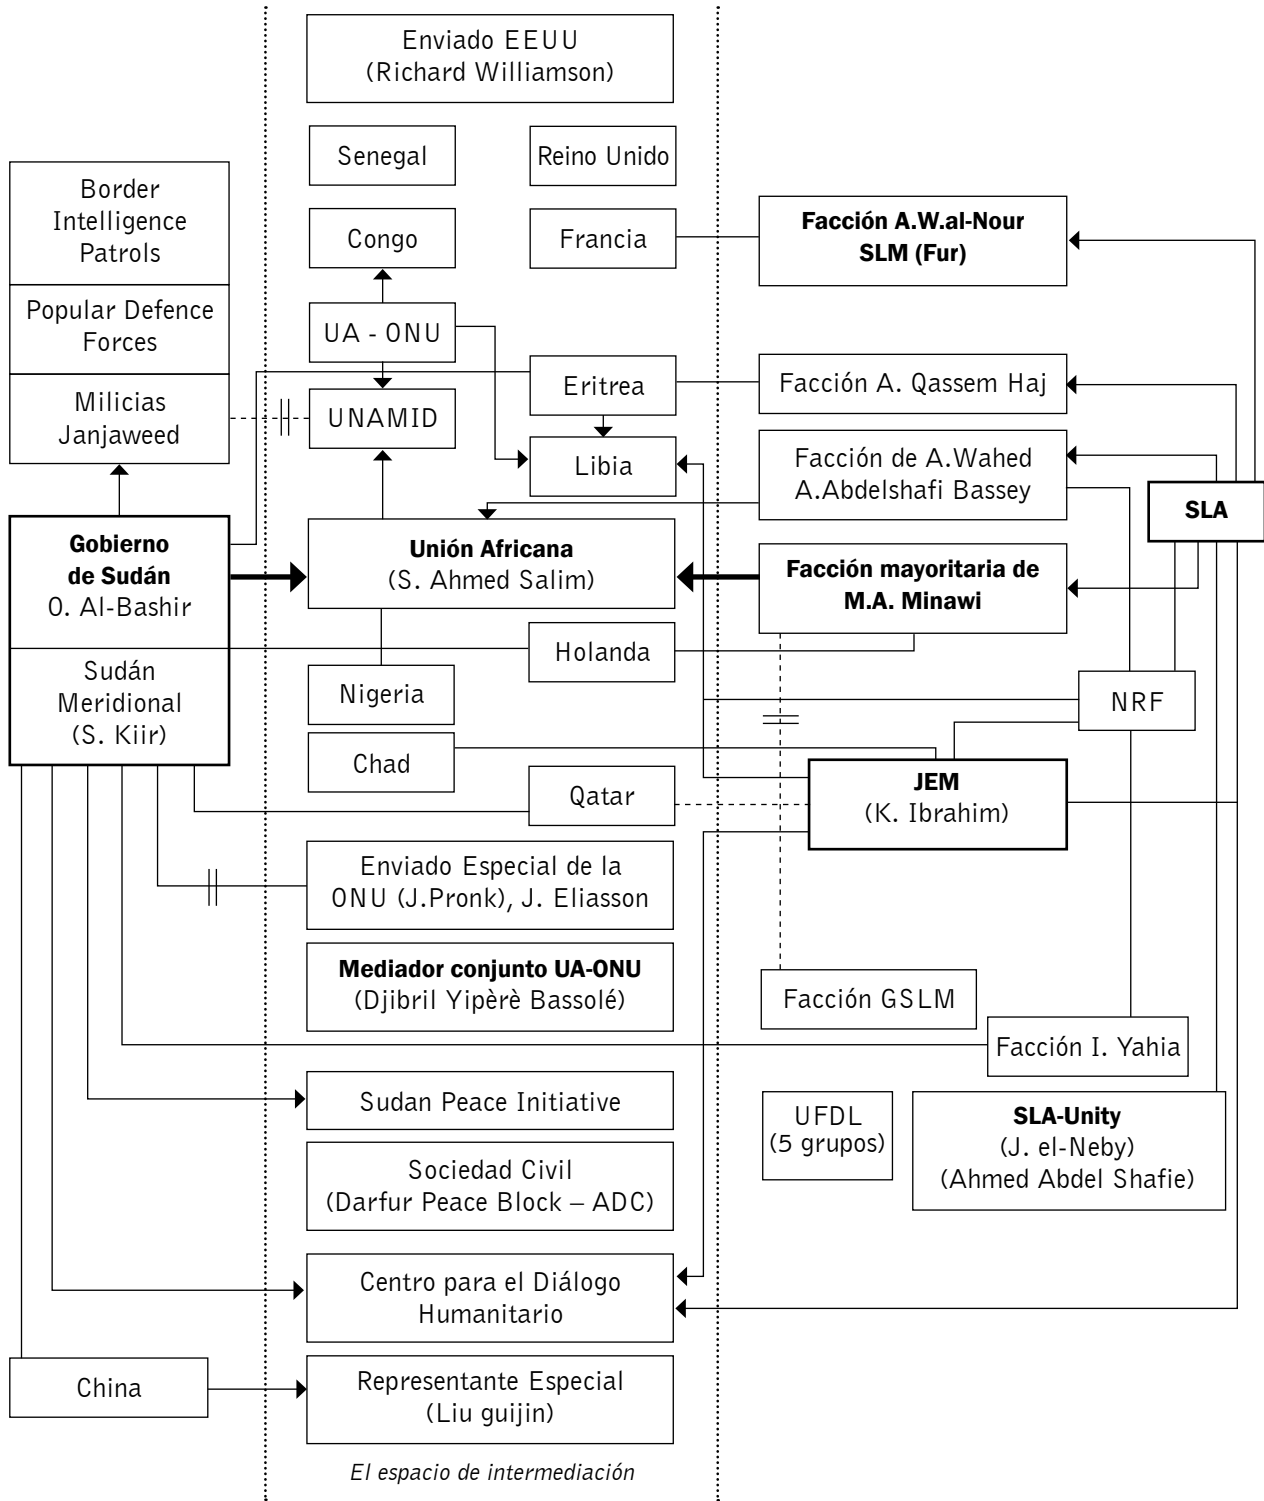 Enviado EEUU
(Richard Williamson)
Senegal
Reino Unido
Border
Intelligence
Patrols
Congo
Francia
Facción A.W.al-Nour
SLM (Fur)
Popular Defence
Forces
UA - ONU
Eritrea
Facción A. Qassem Haj
Milicias
Janjaweed
UNAMID
Libia
Facción de A.Wahed
A.Abdelshafi Bassey
SLA
Gobierno
de Sudán
O. Al-Bashir
Unión Africana
(S. Ahmed Salim)
Facción mayoritaria de
M.A. Minawi
Sudán
Meridional
(S. Kiir)
Holanda
Nigeria
NRF
Chad
Qatar
JEM
(K. Ibrahim)
Enviado Especial de la
ONU (J.Pronk), J. Eliasson
Mediador conjunto UA-ONU
(Djibril Yipèrè Bassolé)
Facción GSLM
Facción I. Yahia
Sudan Peace Initiative
UFDL
(5 grupos)
SLA-Unity
(J. el-Neby)
(Ahmed Abdel Shafie)
Sociedad Civil
(Darfur Peace Block – ADC)
Centro para el Diálogo
Humanitario
China
Representante Especial
(Liu guijin)
El espacio de intermediación